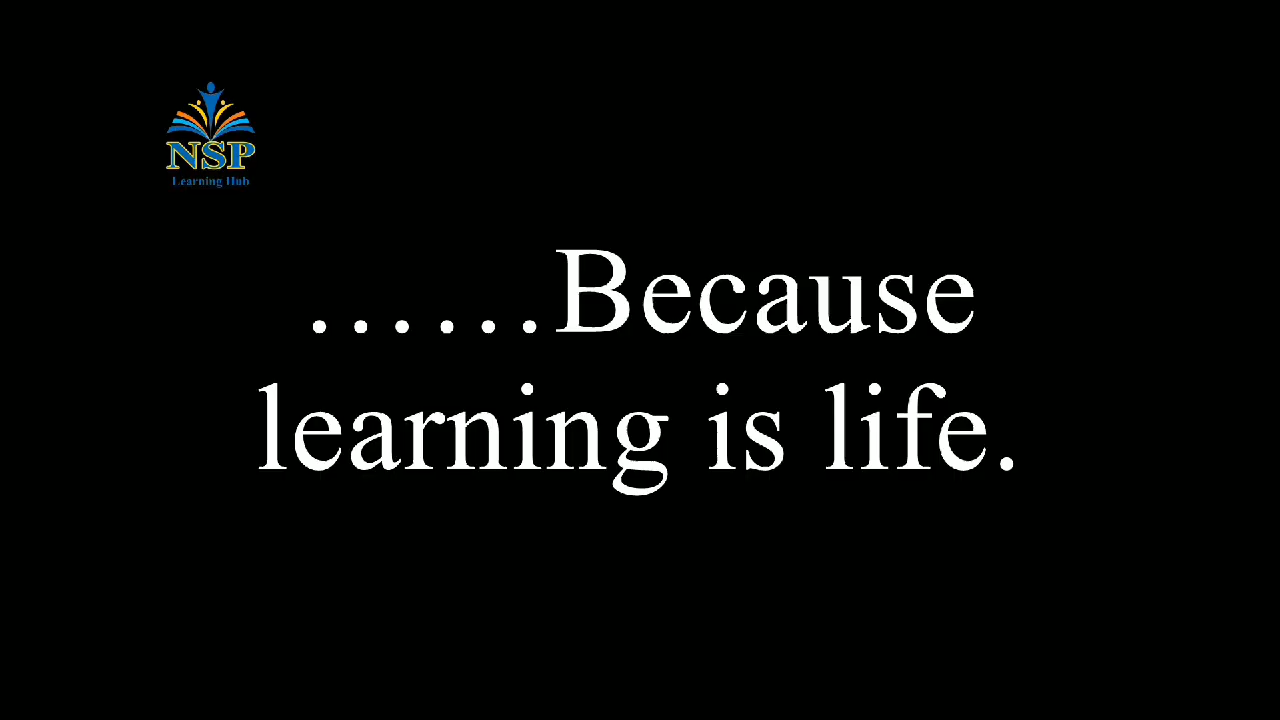 NSP
Learning Hub
......Because
learning is life.